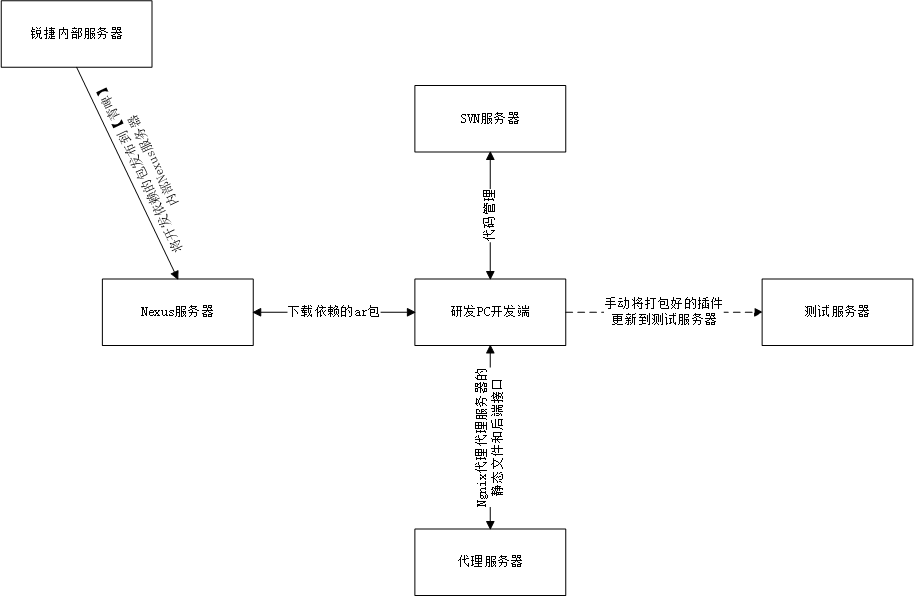 锐捷内部服务器
SVN服务器
将开发依赖的包发布到【青啤】
内部Nexus服务器
代码管理
Nexus服务器
下载依赖的ar包
研发PC开发端
手动将打包好的插件
更新到测试服务器
测试服务器
Ngnix代理代理服务器的
静态文件和后端接口
代理服务器